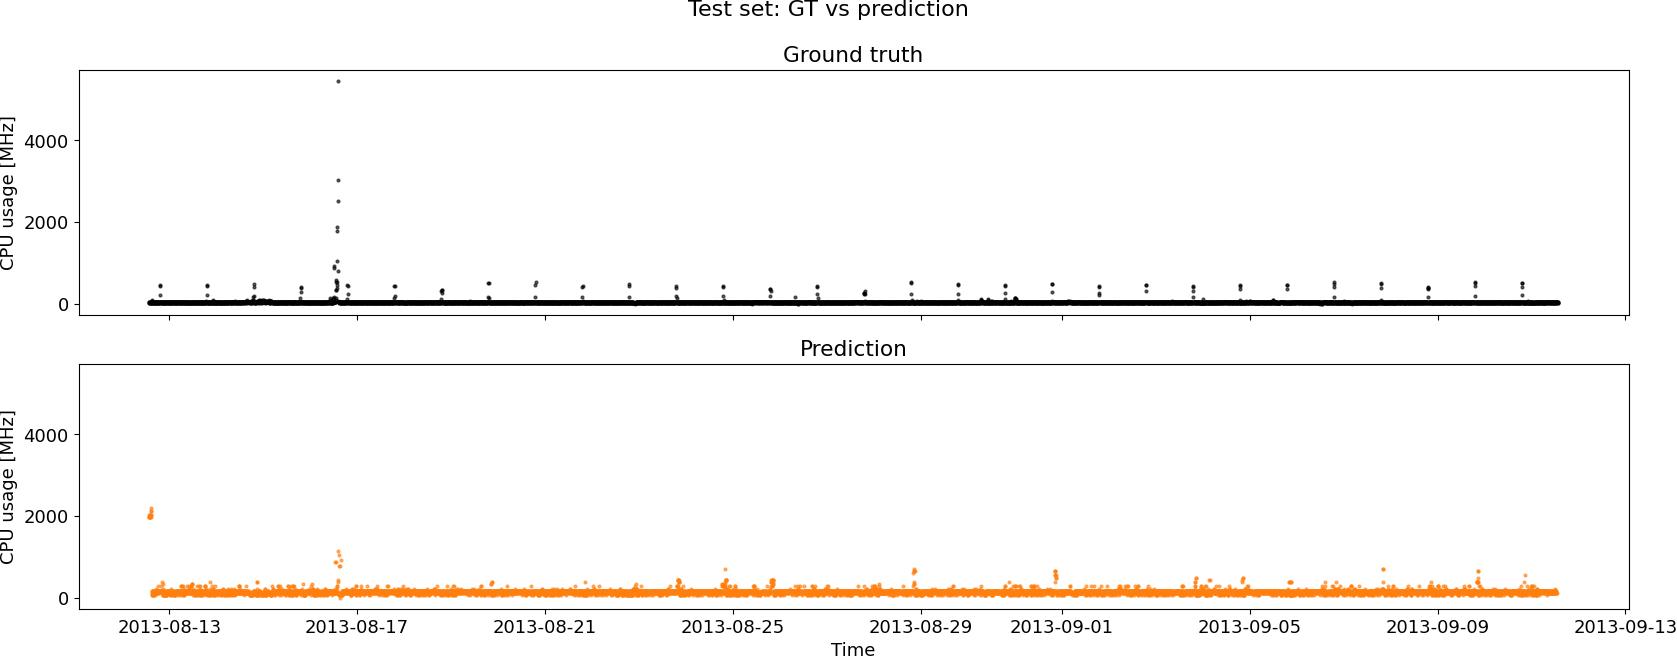 Test set: GT vs prediction
Ground truth
CPU usage [MHz]
4000
2000
0
Prediction
CPU usage [MHz]
4000
2000
0
2013-08-13 2013-08-17 2013-08-21 2013-08-25 2013-08-29 2013-09-01 2013-09-05 2013-09-09 2013-09-13
Time